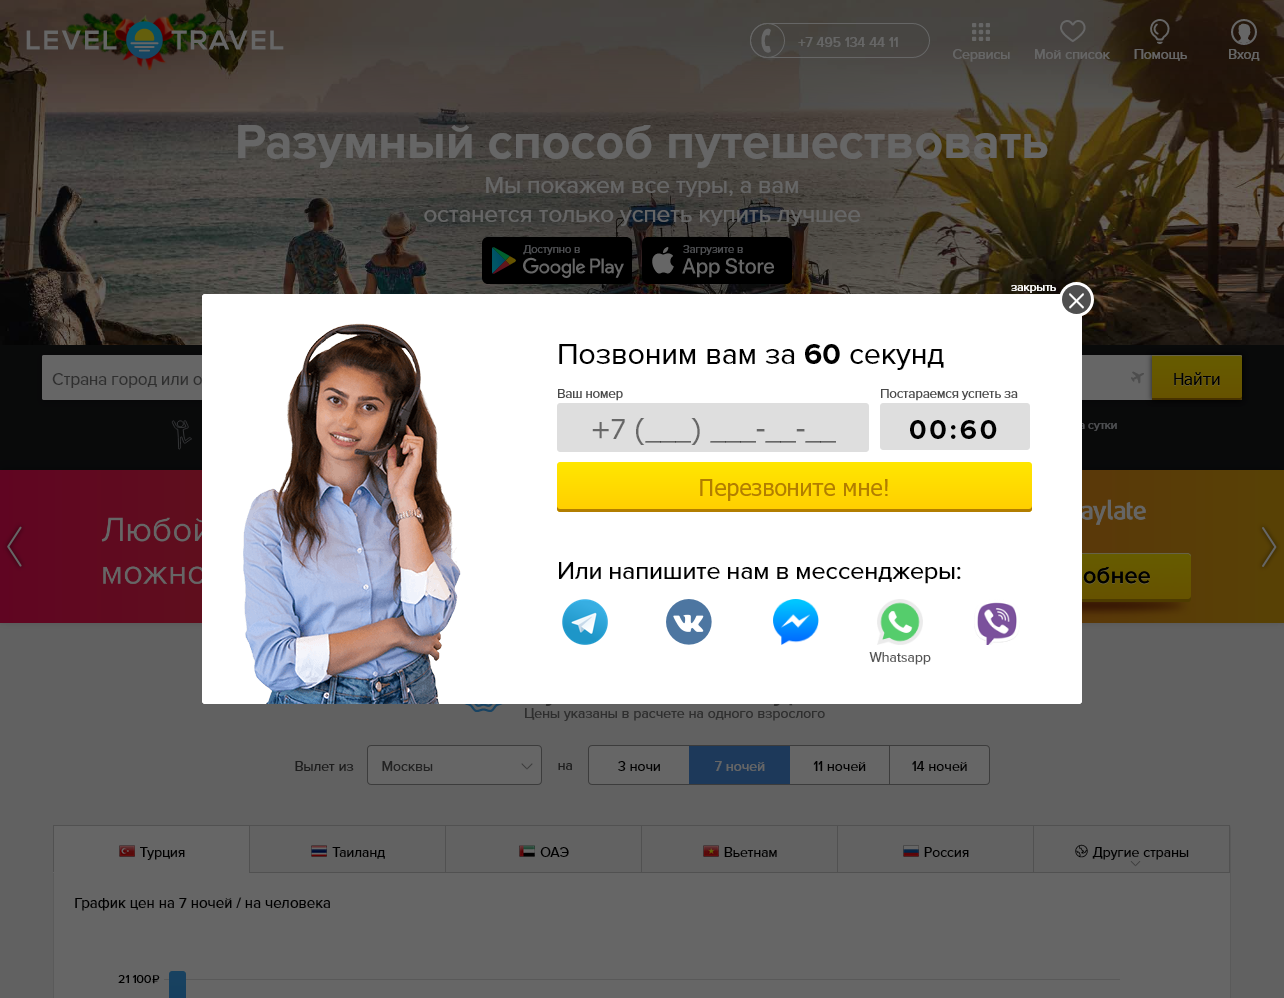 LEVEL TRAVEL
+7 495 134 44 11
Сервисы
Мой список
Помощь
Вход
Разумный способ путешествовать
Мы покажем все туры, а вам
останется только успеть купить лучшее
Доступно в
Google Play
Загрузите в
App Store
закрыть
Страна город или о
Найти
Позвоним вам за 60 секунд
Ваш номер
Постараемся успеть за
+7 (___) ___-__-__
00:60
Перезвоните мне!
а сутки
Любой
можно
aylate
обнее
Или напишите нам в мессенджеры:
Whatsapp
Цены указаны в расчете на одного взрослого
Вылет из
Москвы
на
3 ночи
7 ночей
11 ночей
14 ночей
Турция
Таиланд
ОАЭ
Вьетнам
Россия
Другие страны
График цен на 7 ночей / на человека
21 100₽